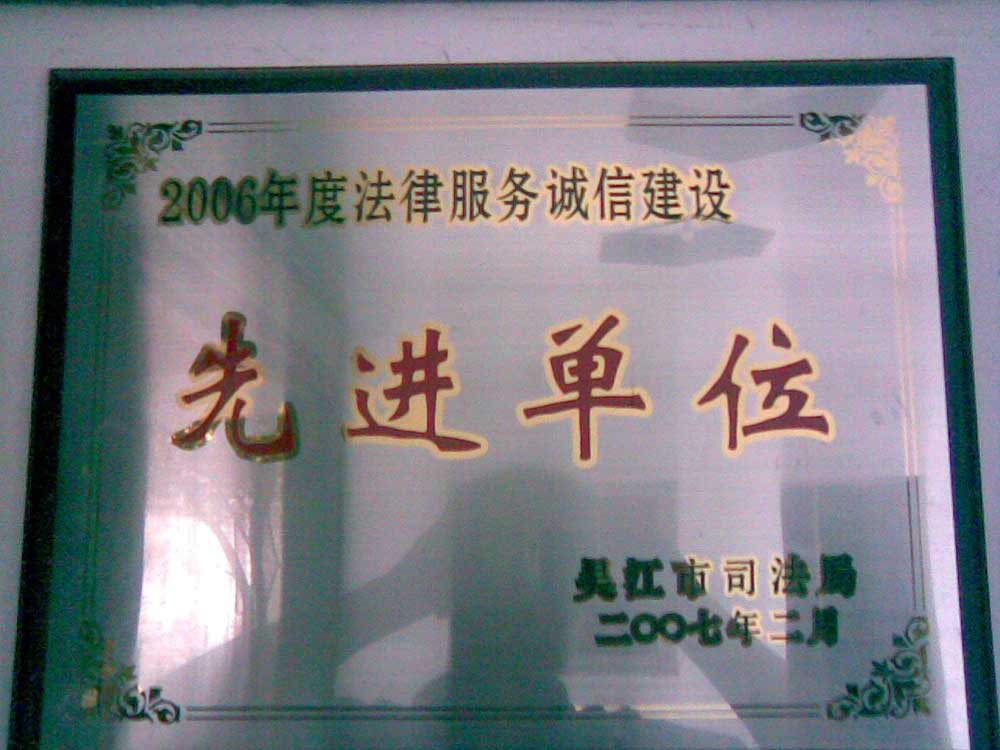 2006年度法律服务诚信建设
先进单位
吴江市司法局
二〇〇七年二月